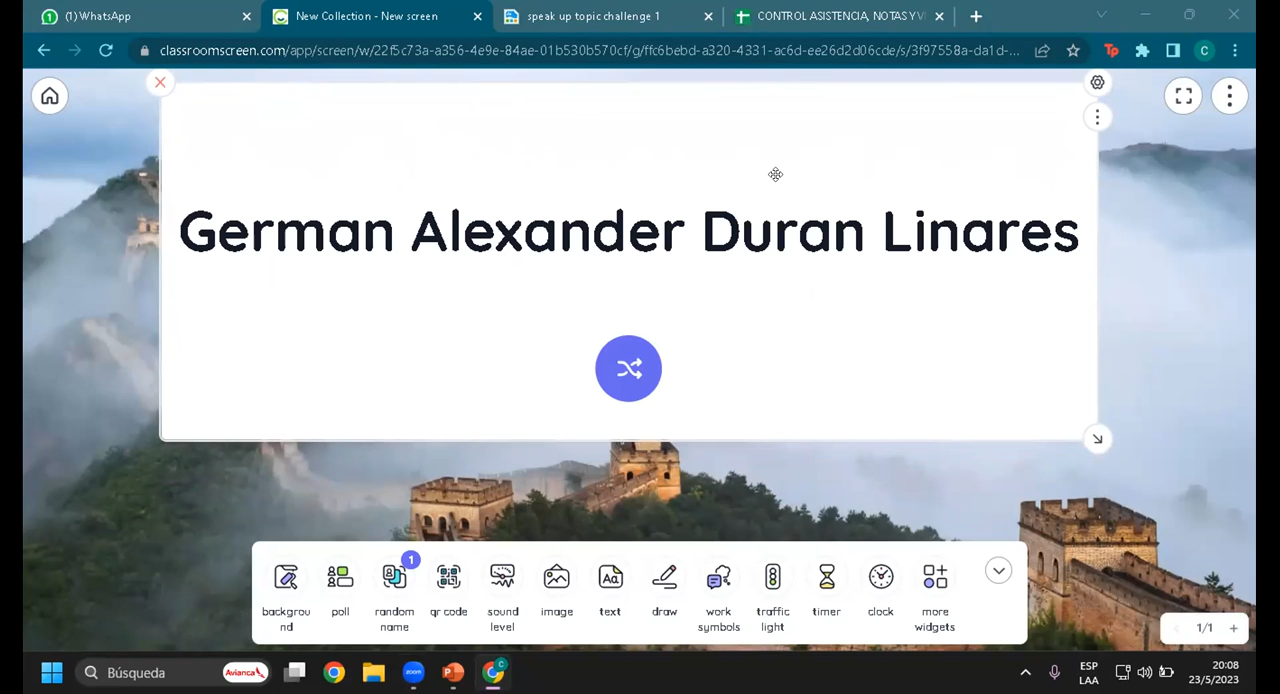 (1) WhatsApp
New Collection - New screen
speak up topic challenge 1
CONTROL ASISTENCIA, NOTAS Y VI
classroomscreen.com/app/screen/w/22f5c73a-a356-4e9e-84ae-01b530b570cf/g/ffc6bebd-a320-4331-ac6d-ee26d2d06cde/s/3f97558a-da1d-...
Tp
C
German Alexander Duran Linares
1
backgrou
nd
poll
random
name
qr code
sound
level
image
text
draw
work
symbols
traffic
light
timer
clock
more
widgets
1/1
Búsqueda
Avianca
zoom
ESP
LAA
20:08
23/5/2023